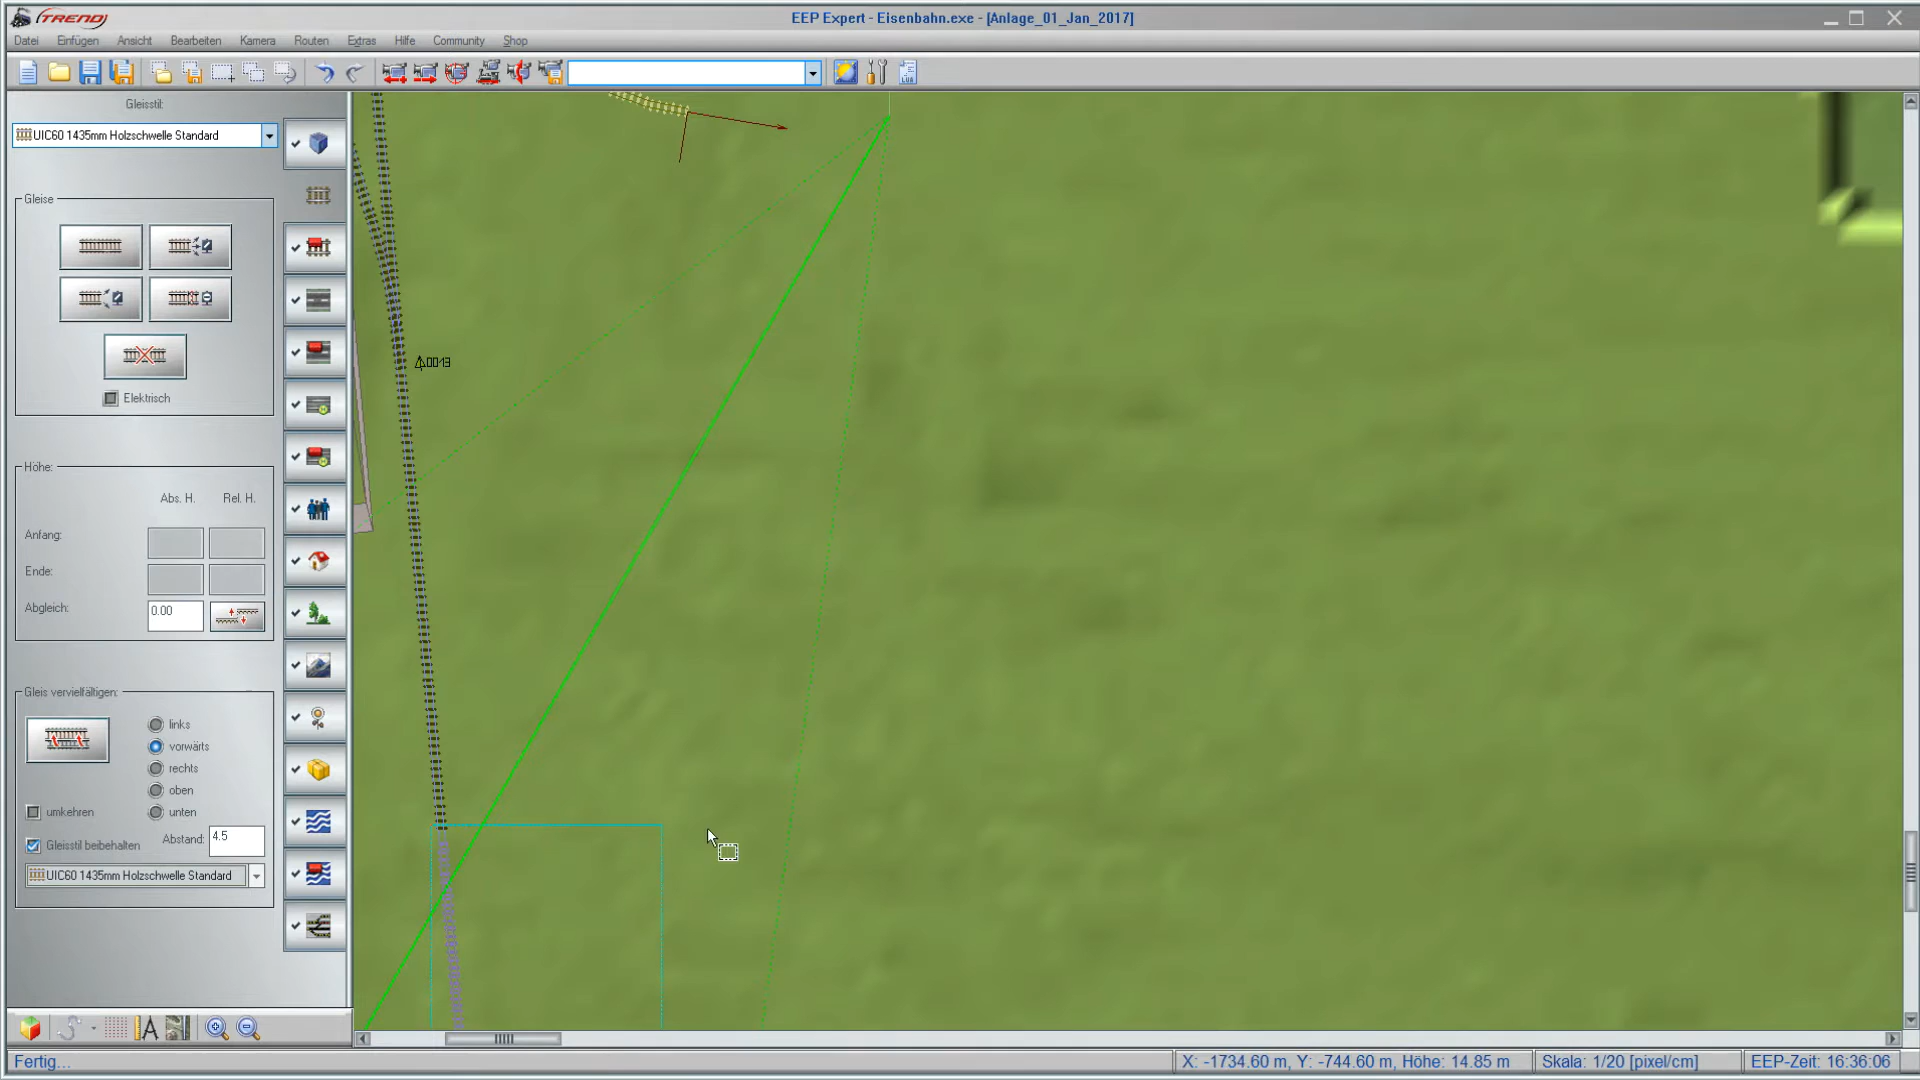 TREND
EEP Expert - Eisenbahn.exe - [Anlage_01_Jan_2017]
Datei Einfügen Ansicht Bearbeiten Kamera Routen Extras Hilfe Community Shop
LUA
Gleisstil:
UIC60 1435mm Holzschwelle Standard
Gleise
Elektrisch
Höhe:
Abs. H. Rel. H.
Anfang:
Ende:
Abgleich: 0.00
Gleis vervielfältigen:
links
vorwärts
rechts
oben
umkehren unten
Gleisstil beibehalten Abstand: 4.5
UIC60 1435mm Holzschwelle Standard
0013
Fertig...
X: -1734.60 m, Y: -744.60 m, Höhe: 14.85 m Skala: 1/20 [pixel/cm] EEP-Zeit: 16:36:06